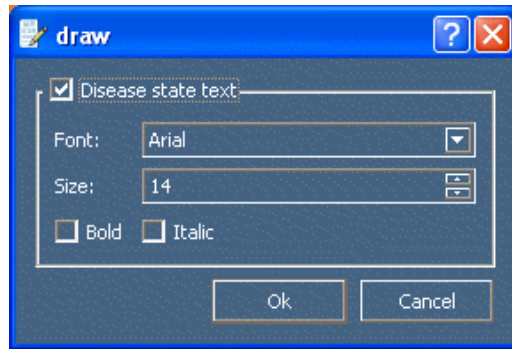 draw
Disease state text
Font: Arial
Size: 14
Bold Italic
Ok Cancel